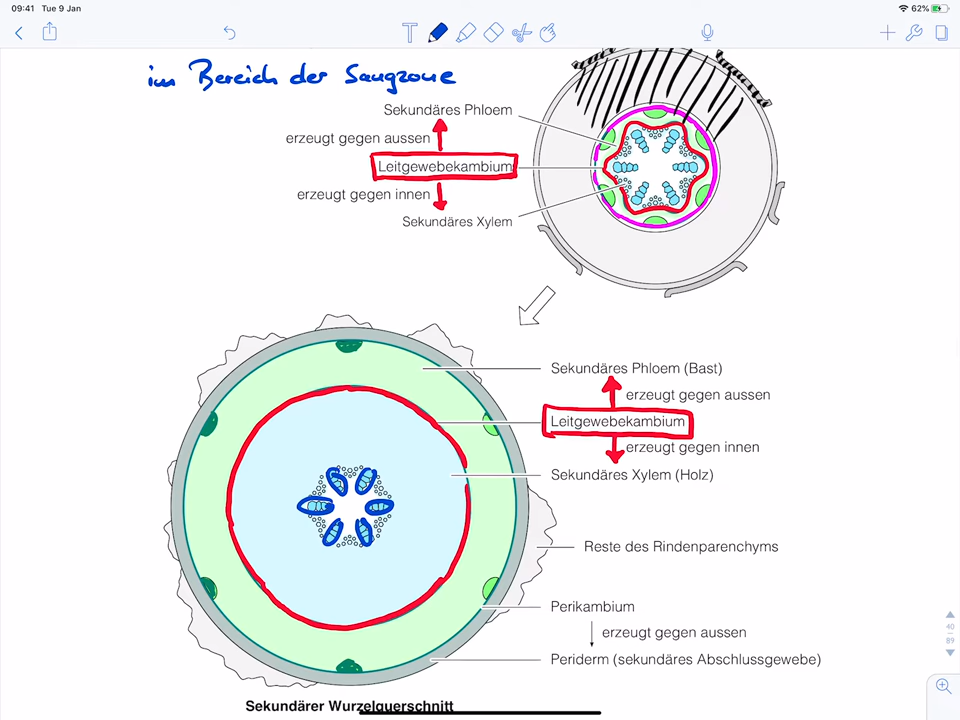 09:41 Tue 9 Jan
62%
T
im Bereich der Saugzone
Sekundäres Phloem
erzeugt gegen aussen
Leitgewebekambium
erzeugt gegen innen
Sekundäres Xylem
Sekundäres Phloem (Bast)
erzeugt gegen aussen
Leitgewebekambium
erzeugt gegen innen
Sekundäres Xylem (Holz)
Reste des Rindenparenchyms
Perikambium
erzeugt gegen aussen
Periderm (sekundäres Abschlussgewebe)
40
89
Sekundärer Wurzelquerschnitt